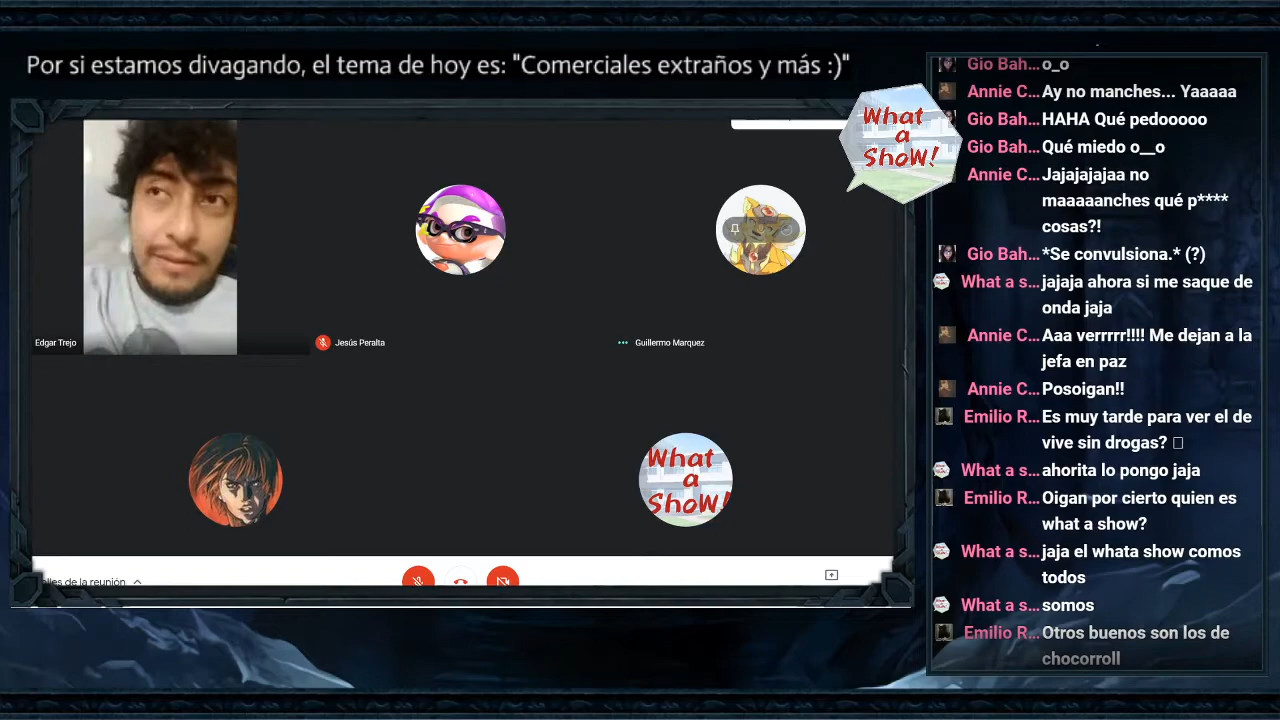 Por si estamos divagando, el tema de hoy es: "Comerciales extraños y más :)"
What
a
ShoW!
Edgar Trejo
Jesús Peralta
Guillermo Marquez
What
a
ShoW!
lles de la reunión
Gio Bah... o_o
Annie C... Ay no manches... Yaaaaa
Gio Bah... HAHA Qué pedooooo
Gio Bah... Qué miedo o__o
Annie C... Jajajajajaa no
maaaaanches qué p****
cosas?!
Gio Bah... *Se convulsiona.* (?)
What a s... jajaja ahora si me saque de
onda jaja
Annie C... Aaa verrrrr!!!! Me dejan a la
jefa en paz
Annie C... Posoigan!!
Emilio R... Es muy tarde para ver el de
vive sin drogas? □
What a s... ahorita lo pongo jaja
Emilio R... Oigan por cierto quien es
what a show?
What a s... jaja el whata show comos
todos
What a s... somos
Emilio R... Otros buenos son los de
chocorroll